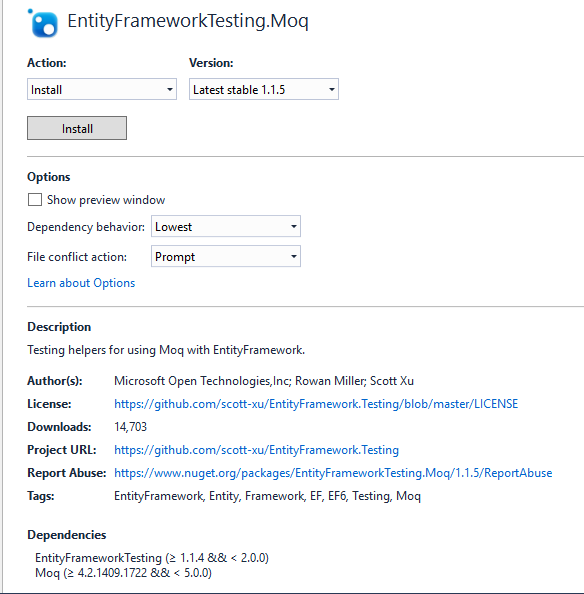 EntityFrameworkTesting.Moq
Action: Version:
Install Latest stable 1.1.5
Install
Options
Show preview window
Dependency behavior: Lowest
File conflict action: Prompt
Learn about Options
Description
Testing helpers for using Moq with EntityFramework.
Author(s): Microsoft Open Technologies,Inc; Rowan Miller; Scott Xu
License: https://github.com/scott-xu/EntityFramework.Testing/blob/master/LICENSE
Downloads: 14,703
Project URL: https://github.com/scott-xu/EntityFramework.Testing
Report Abuse: https://www.nuget.org/packages/EntityFrameworkTesting.Moq/1.1.5/ReportAbuse
Tags: EntityFramework, Entity, Framework, EF, EF6, Testing, Moq
Dependencies
EntityFrameworkTesting (≥ 1.1.4 && < 2.0.0)
Moq (≥ 4.2.1409.1722 && < 5.0.0)